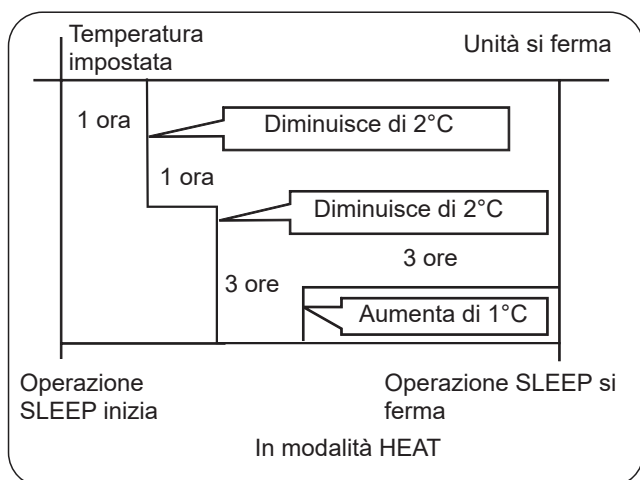 Temperatura
impostata
Unità si ferma
1 ora
Diminuisce di 2°C
1 ora
Diminuisce di 2°C
3 ore
3 ore
Aumenta di 1°C
Operazione
SLEEP inizia
Operazione SLEEP si
ferma
In modalità HEAT